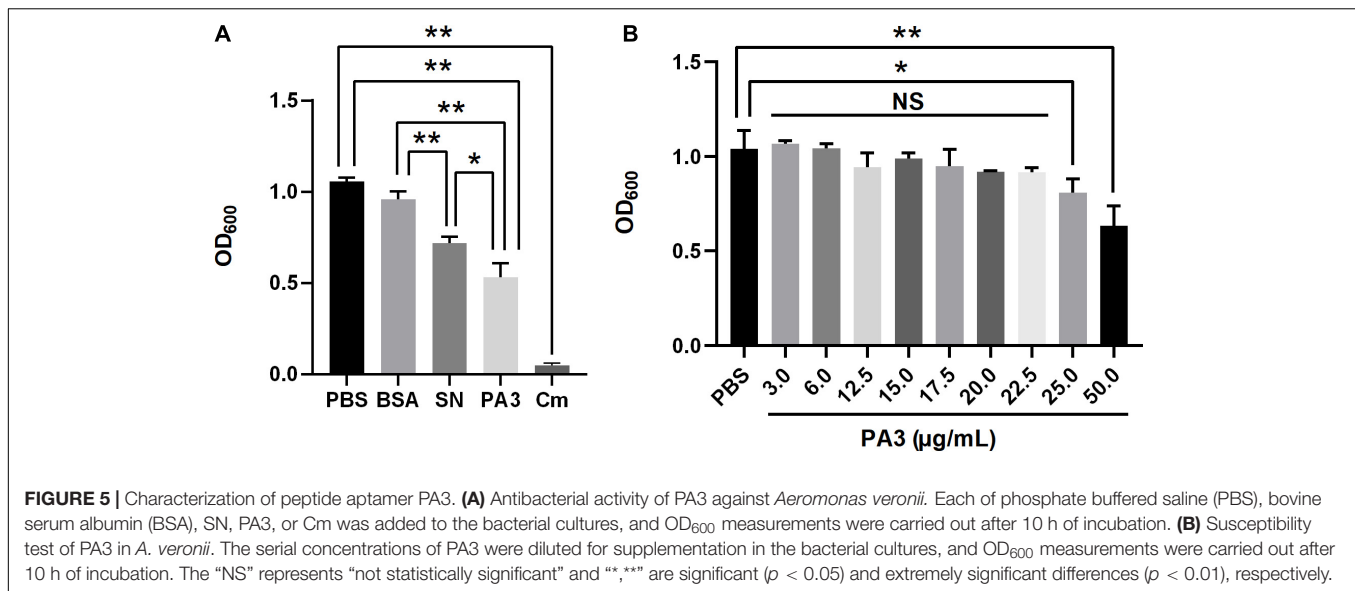 A
**
**
**
**
*
1.5
1.0
0.5
0.0
OD600
PBS BSA SN PA3 Cm
B
**
*
NS
1.5
1.0
0.5
0.0
OD600
PBS 3.0 6.0 12.5 15.0 17.5 20.0 22.5 25.0 50.0
PA3 (µg/mL)
FIGURE 5 | Characterization of peptide aptamer PA3. (A) Antibacterial activity of PA3 against Aeromonas veronii. Each of phosphate buffered saline (PBS), bovine
serum albumin (BSA), SN, PA3, or Cm was added to the bacterial cultures, and OD600 measurements were carried out after 10 h of incubation. (B) Susceptibility
test of PA3 in A. veronii. The serial concentrations of PA3 were diluted for supplementation in the bacterial cultures, and OD600 measurements were carried out after
10 h of incubation. The “NS” represents “not statistically significant” and “*,**” are significant (p < 0.05) and extremely significant differences (p < 0.01), respectively.